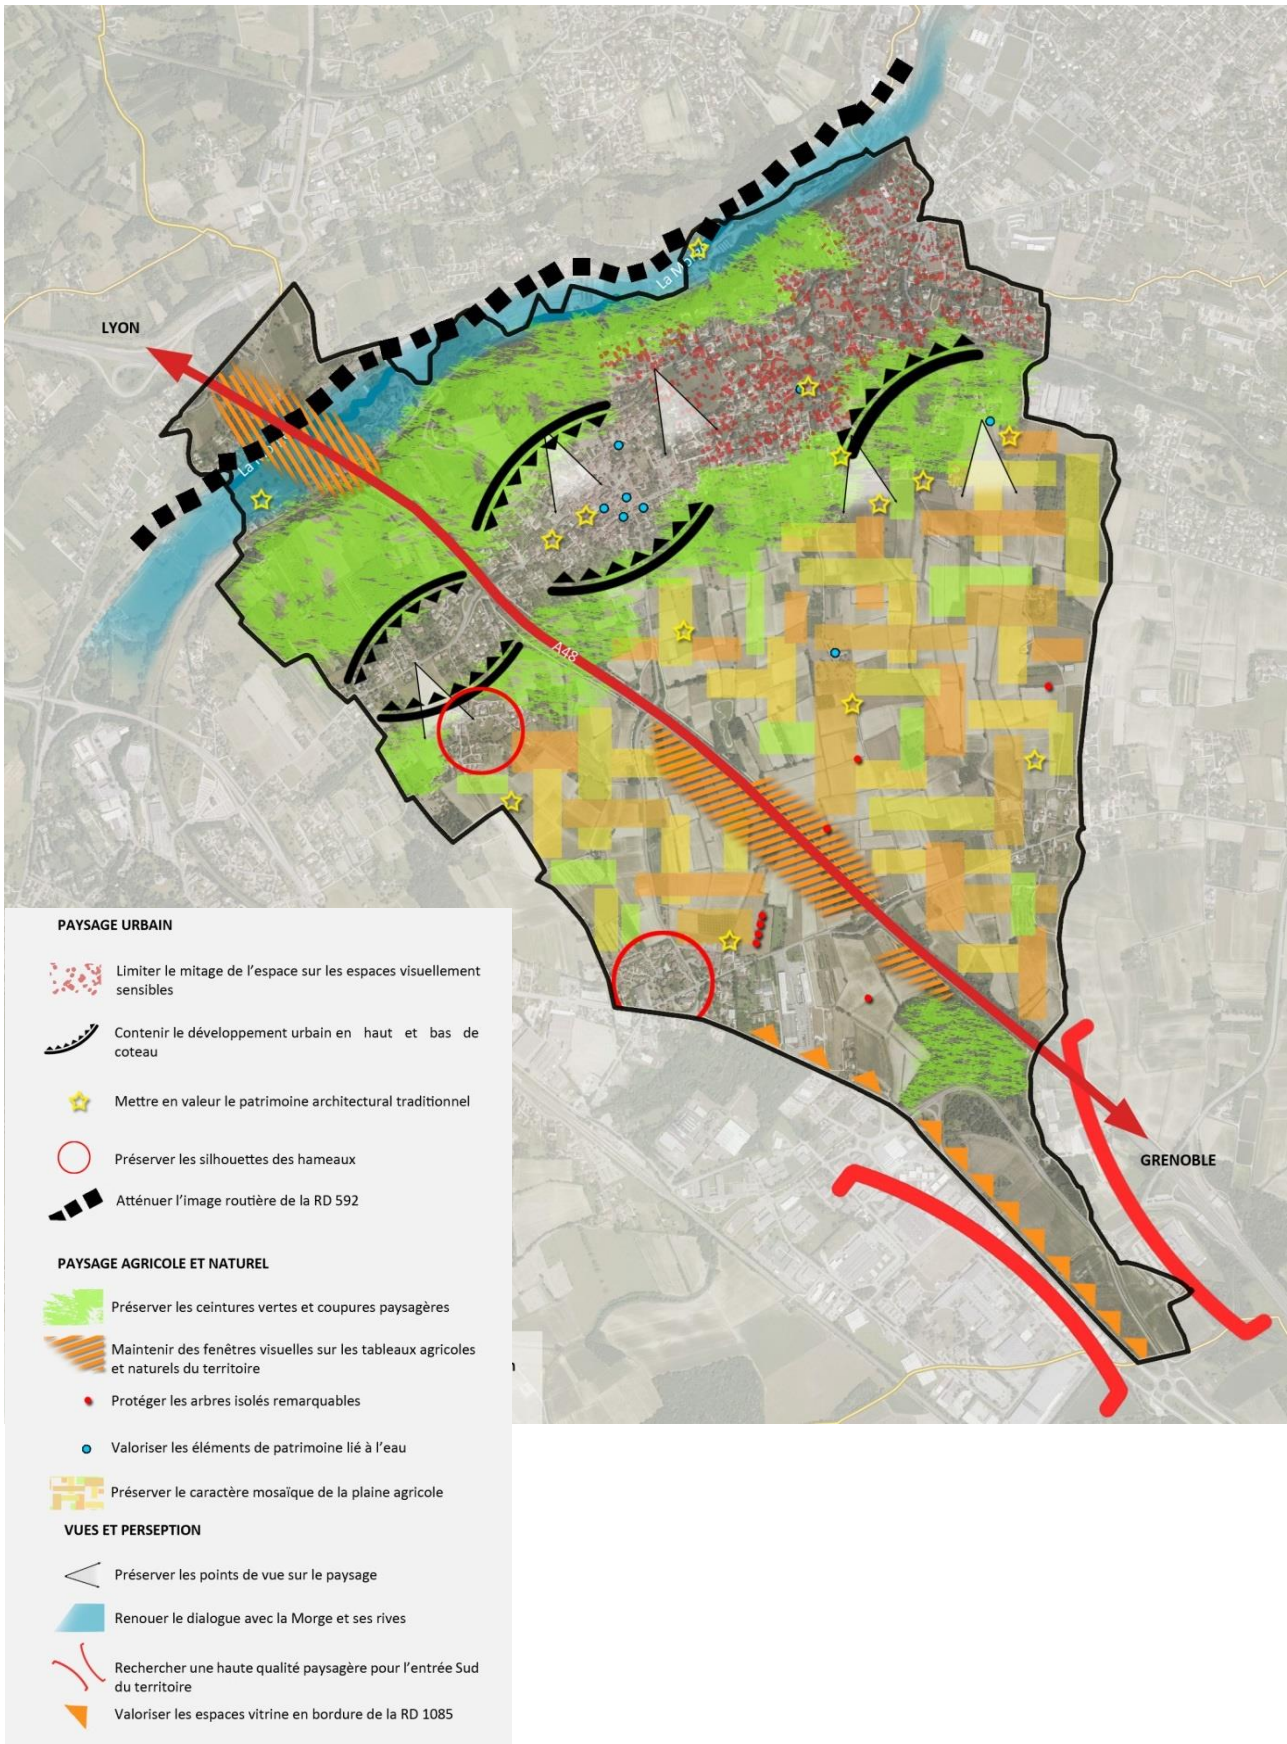 LYON
La Morge
La Mo
A48
GRENOBLE
PAYSAGE URBAIN
Limiter le mitage de l'espace sur les espaces visuellement
sensibles
Contenir le développement urbain en haut et bas de
coteau
Mettre en valeur le patrimoine architectural traditionnel
Préserver les silhouettes des hameaux
Atténuer l'image routière de la RD 592
PAYSAGE AGRICOLE ET NATUREL
Préserver les ceintures vertes et coupures paysagères
Maintenir des fenêtres visuelles sur les tableaux agricoles
et naturels du territoire
n
Protéger les arbres isolés remarquables
Valoriser les éléments de patrimoine lié à l'eau
Préserver le caractère mosaïque de la plaine agricole
VUES ET PERSEPTION
Préserver les points de vue sur le paysage
Renouer le dialogue avec la Morge et ses rives
Rechercher une haute qualité paysagère pour l'entrée Sud
du territoire
Valoriser les espaces vitrine en bordure de la RD 1085